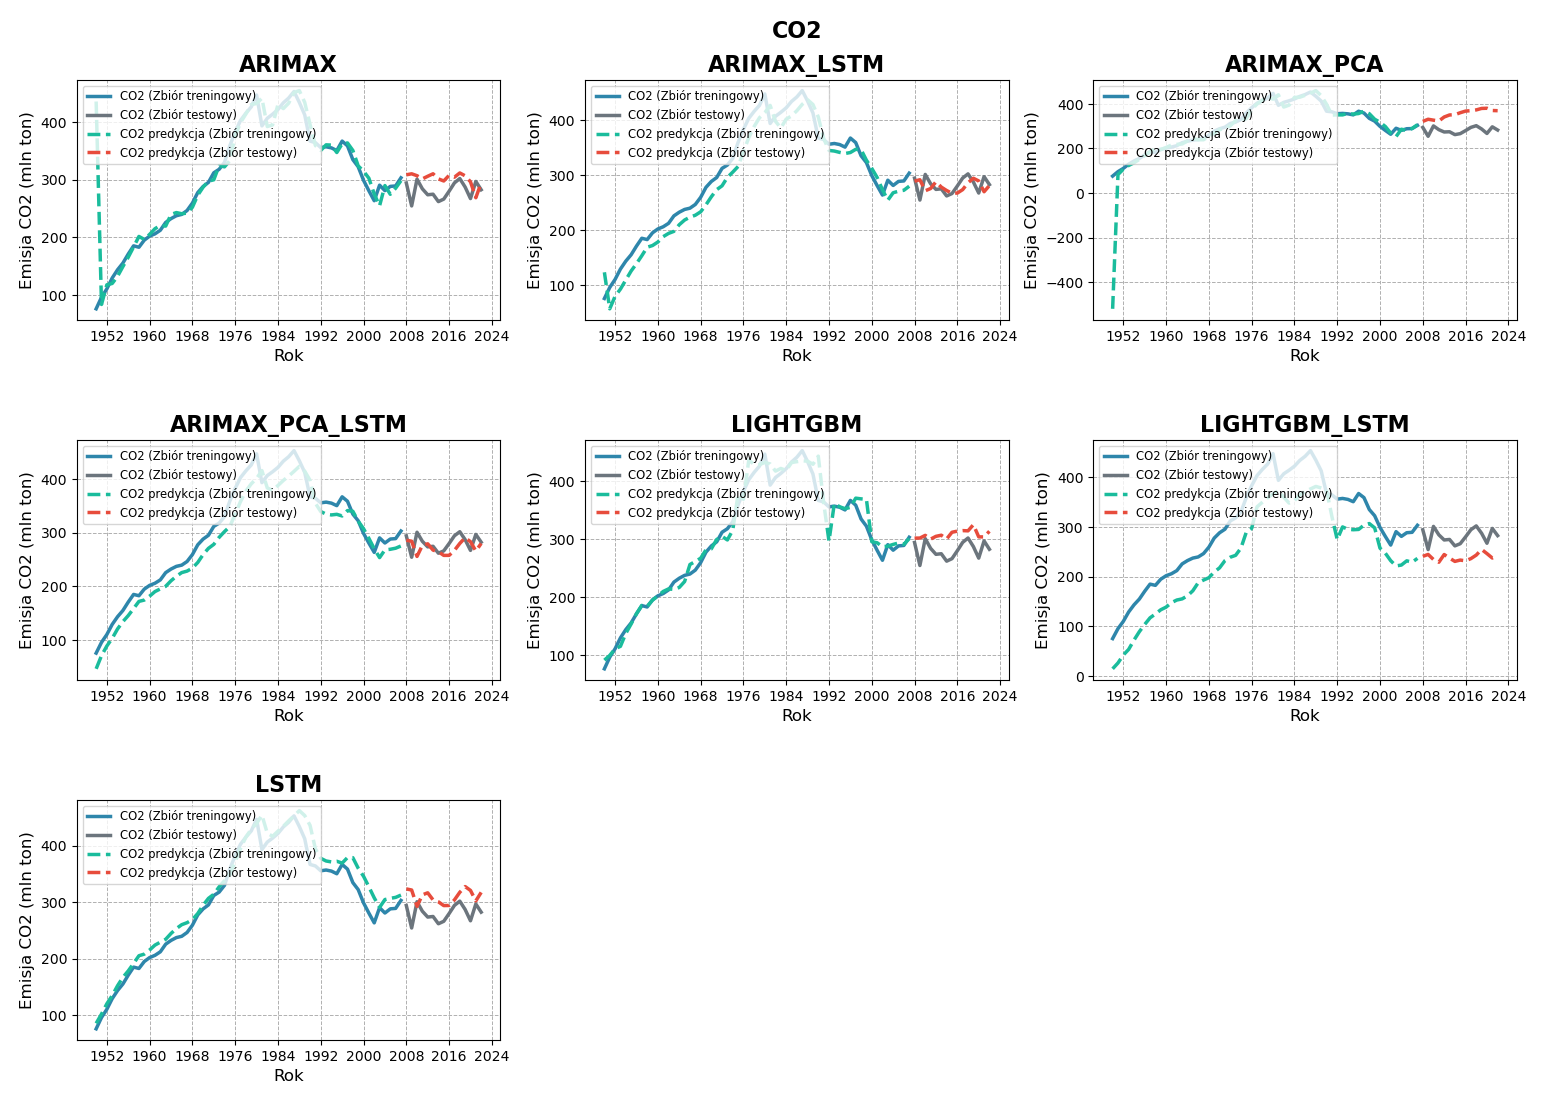 CO2
ARIMAX
Emisja CO2 (mln ton)
400
300
200
100
CO2 (Zbiór treningowy)
CO2 (Zbiór testowy)
CO2 predykcja (Zbiór treningowy)
CO2 predykcja (Zbiór testowy)
1952 1960 1968 1976 1984 1992 2000 2008 2016 2024
Rok
ARIMAX_LSTM
Emisja CO2 (mln ton)
400
300
200
100
CO2 (Zbiór treningowy)
CO2 (Zbiór testowy)
CO2 predykcja (Zbiór treningowy)
CO2 predykcja (Zbiór testowy)
1952 1960 1968 1976 1984 1992 2000 2008 2016 2024
Rok
ARIMAX_PCA
Emisja CO2 (mln ton)
400
200
0
−200
−400
CO2 (Zbiór treningowy)
CO2 (Zbiór testowy)
CO2 predykcja (Zbiór treningowy)
CO2 predykcja (Zbiór testowy)
1952 1960 1968 1976 1984 1992 2000 2008 2016 2024
Rok
ARIMAX_PCA_LSTM
Emisja CO2 (mln ton)
400
300
200
100
CO2 (Zbiór treningowy)
CO2 (Zbiór testowy)
CO2 predykcja (Zbiór treningowy)
CO2 predykcja (Zbiór testowy)
1952 1960 1968 1976 1984 1992 2000 2008 2016 2024
Rok
LIGHTGBM
Emisja CO2 (mln ton)
400
300
200
100
CO2 (Zbiór treningowy)
CO2 (Zbiór testowy)
CO2 predykcja (Zbiór treningowy)
CO2 predykcja (Zbiór testowy)
1952 1960 1968 1976 1984 1992 2000 2008 2016 2024
Rok
LIGHTGBM_LSTM
Emisja CO2 (mln ton)
400
300
200
100
0
CO2 (Zbiór treningowy)
CO2 (Zbiór testowy)
CO2 predykcja (Zbiór treningowy)
CO2 predykcja (Zbiór testowy)
1952 1960 1968 1976 1984 1992 2000 2008 2016 2024
Rok
LSTM
Emisja CO2 (mln ton)
400
300
200
100
CO2 (Zbiór treningowy)
CO2 (Zbiór testowy)
CO2 predykcja (Zbiór treningowy)
CO2 predykcja (Zbiór testowy)
1952 1960 1968 1976 1984 1992 2000 2008 2016 2024
Rok